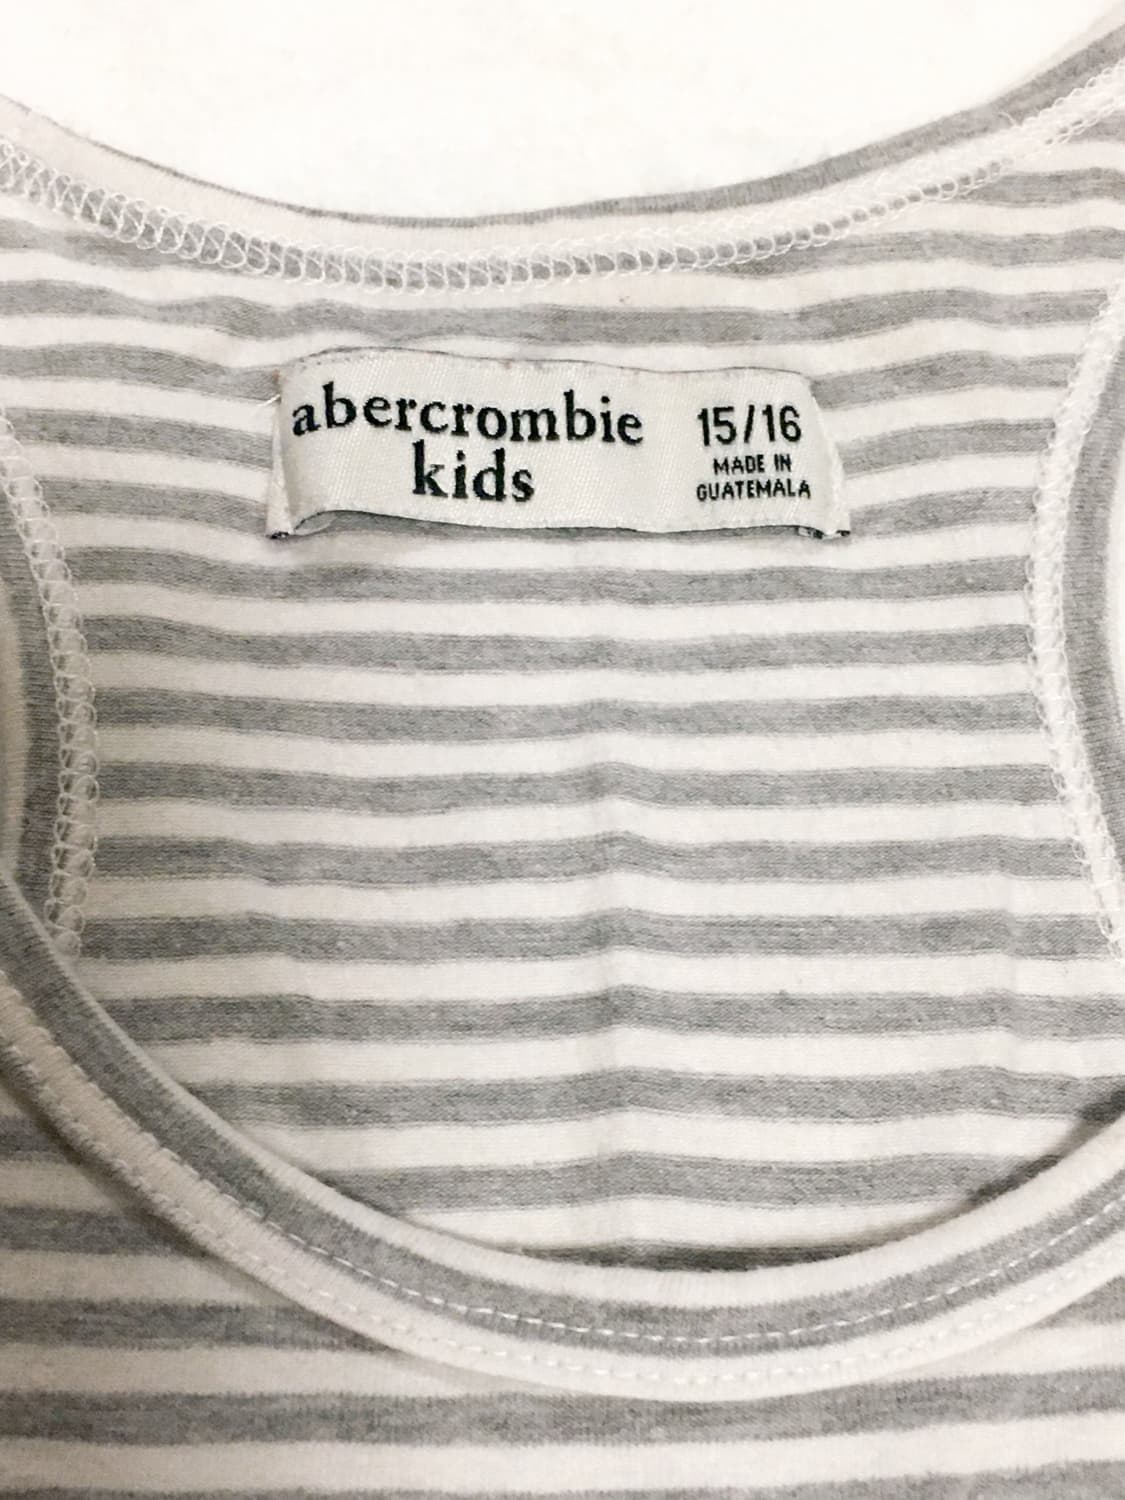 abercrombie
kids
15/16
MADE IN
GUATEMALA